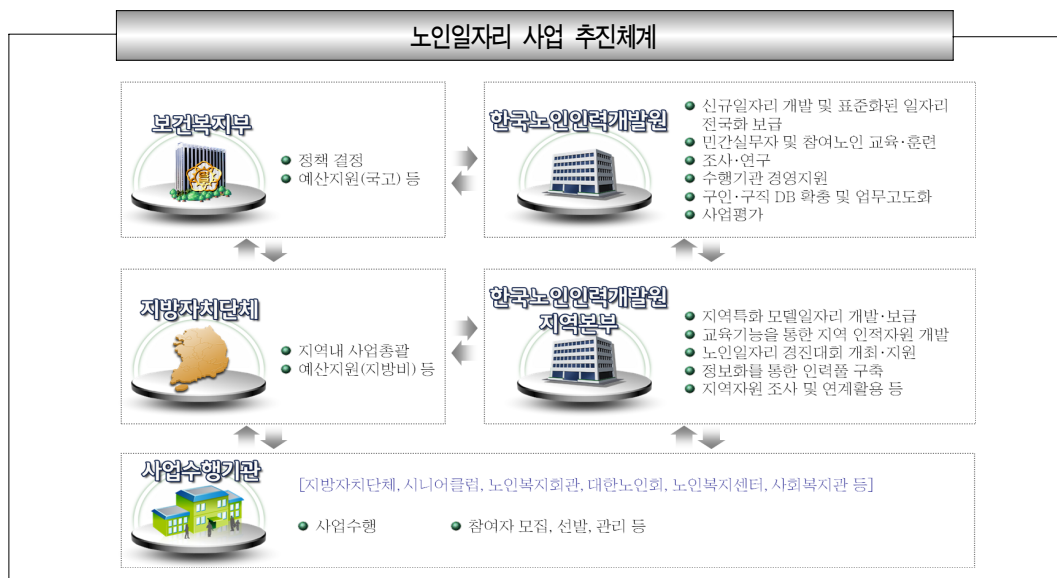 노인일자리 사업 추진체계
보건복지부
정책 결정
예산지원(국고) 등
한국노인인력개발원
신규일자리 개발 및 표준화된 일자리
전국화 보급
민간실무자 및 참여노인 교육·훈련
조사·연구
수행기관 경영지원
구인·구직 DB 확충 및 업무고도화
사업평가
지방자치단체
지역내 사업총괄
예산지원(지방비) 등
한국노인인력개발원
지역본부
지역특화 모델일자리 개발·보급
교육기능을 통한 지역 인적자원 개발
노인일자리 경진대회 개최·지원
정보화를 통한 인력풀 구축
지역자원 조사 및 연계활용 등
사업수행기관
[지방자치단체, 시니어클럽, 노인복지회관, 대한노인회, 노인복지센터, 사회복지관 등]
사업수행
참여자 모집, 선발, 관리 등